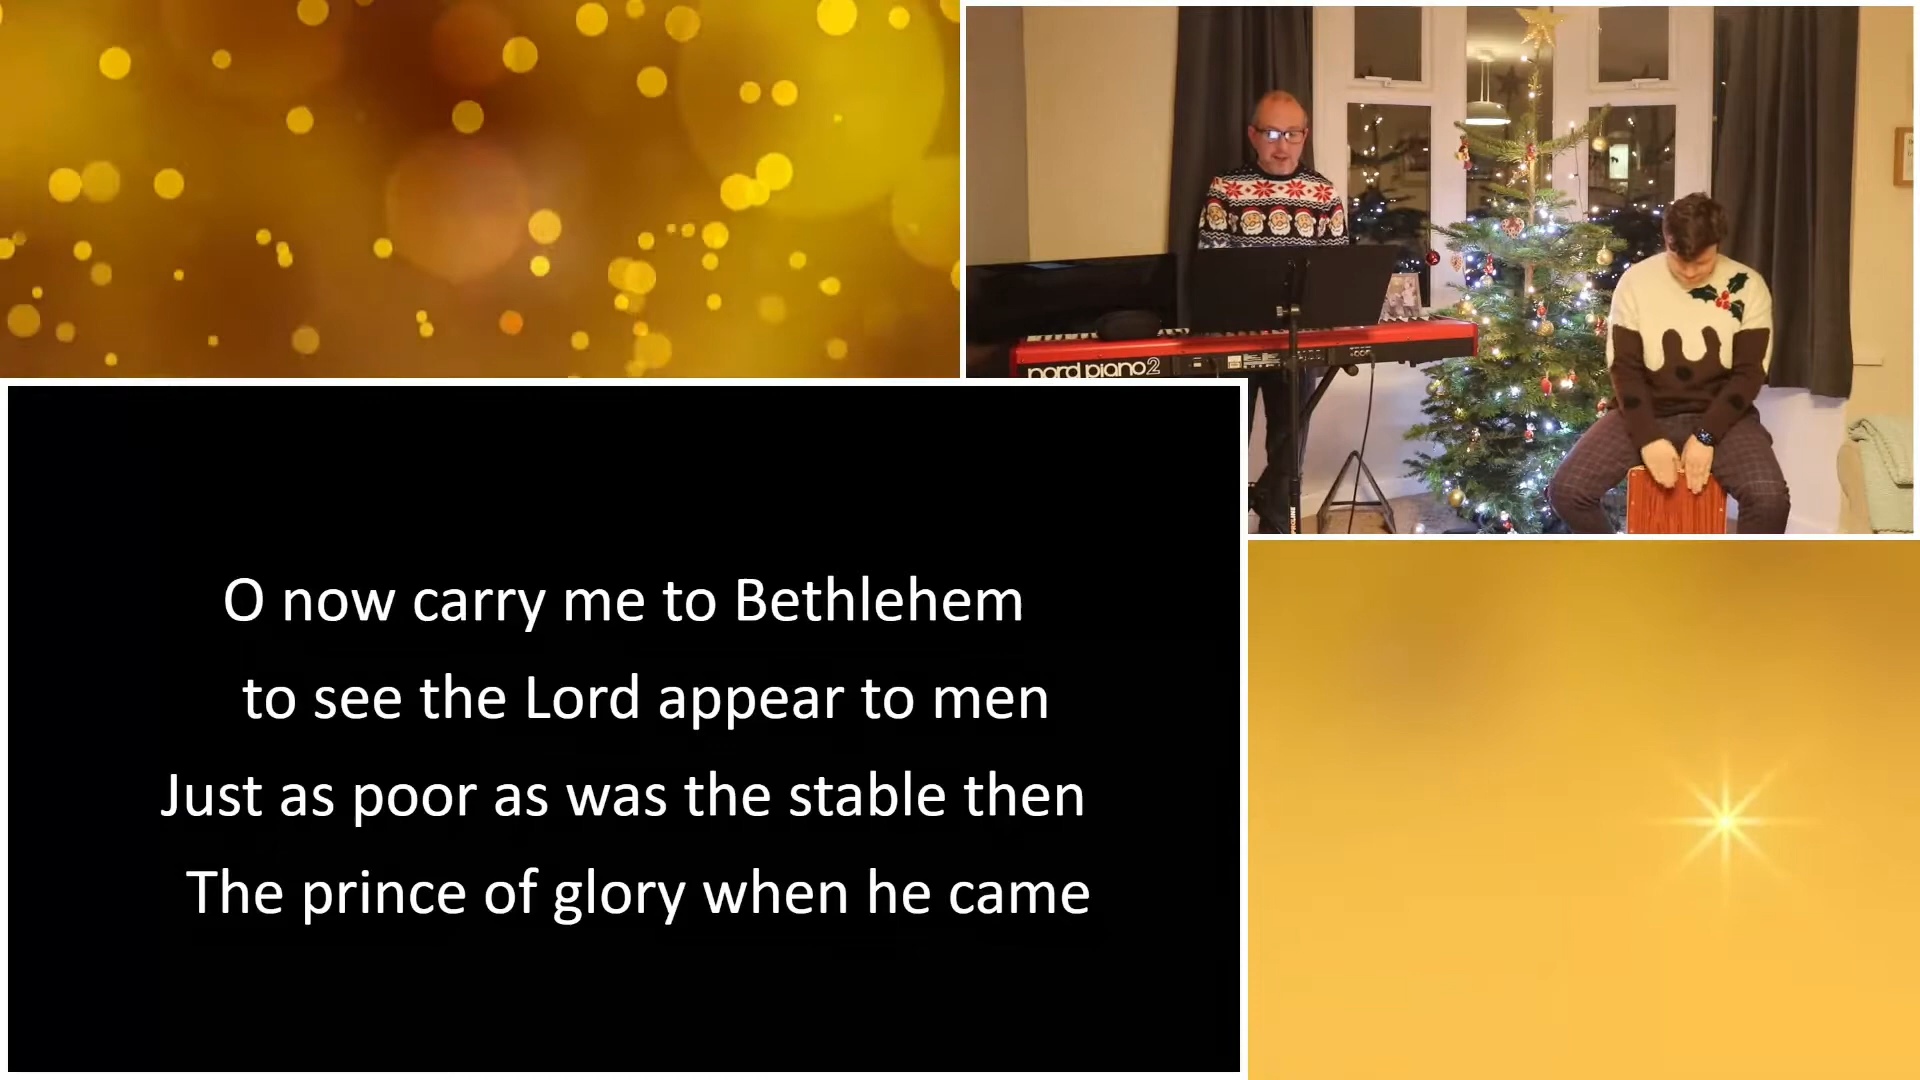 nord piano2
PROLINE
O now carry me to Bethlehem
to see the Lord appear to men
Just as poor as was the stable then
The prince of glory when he came